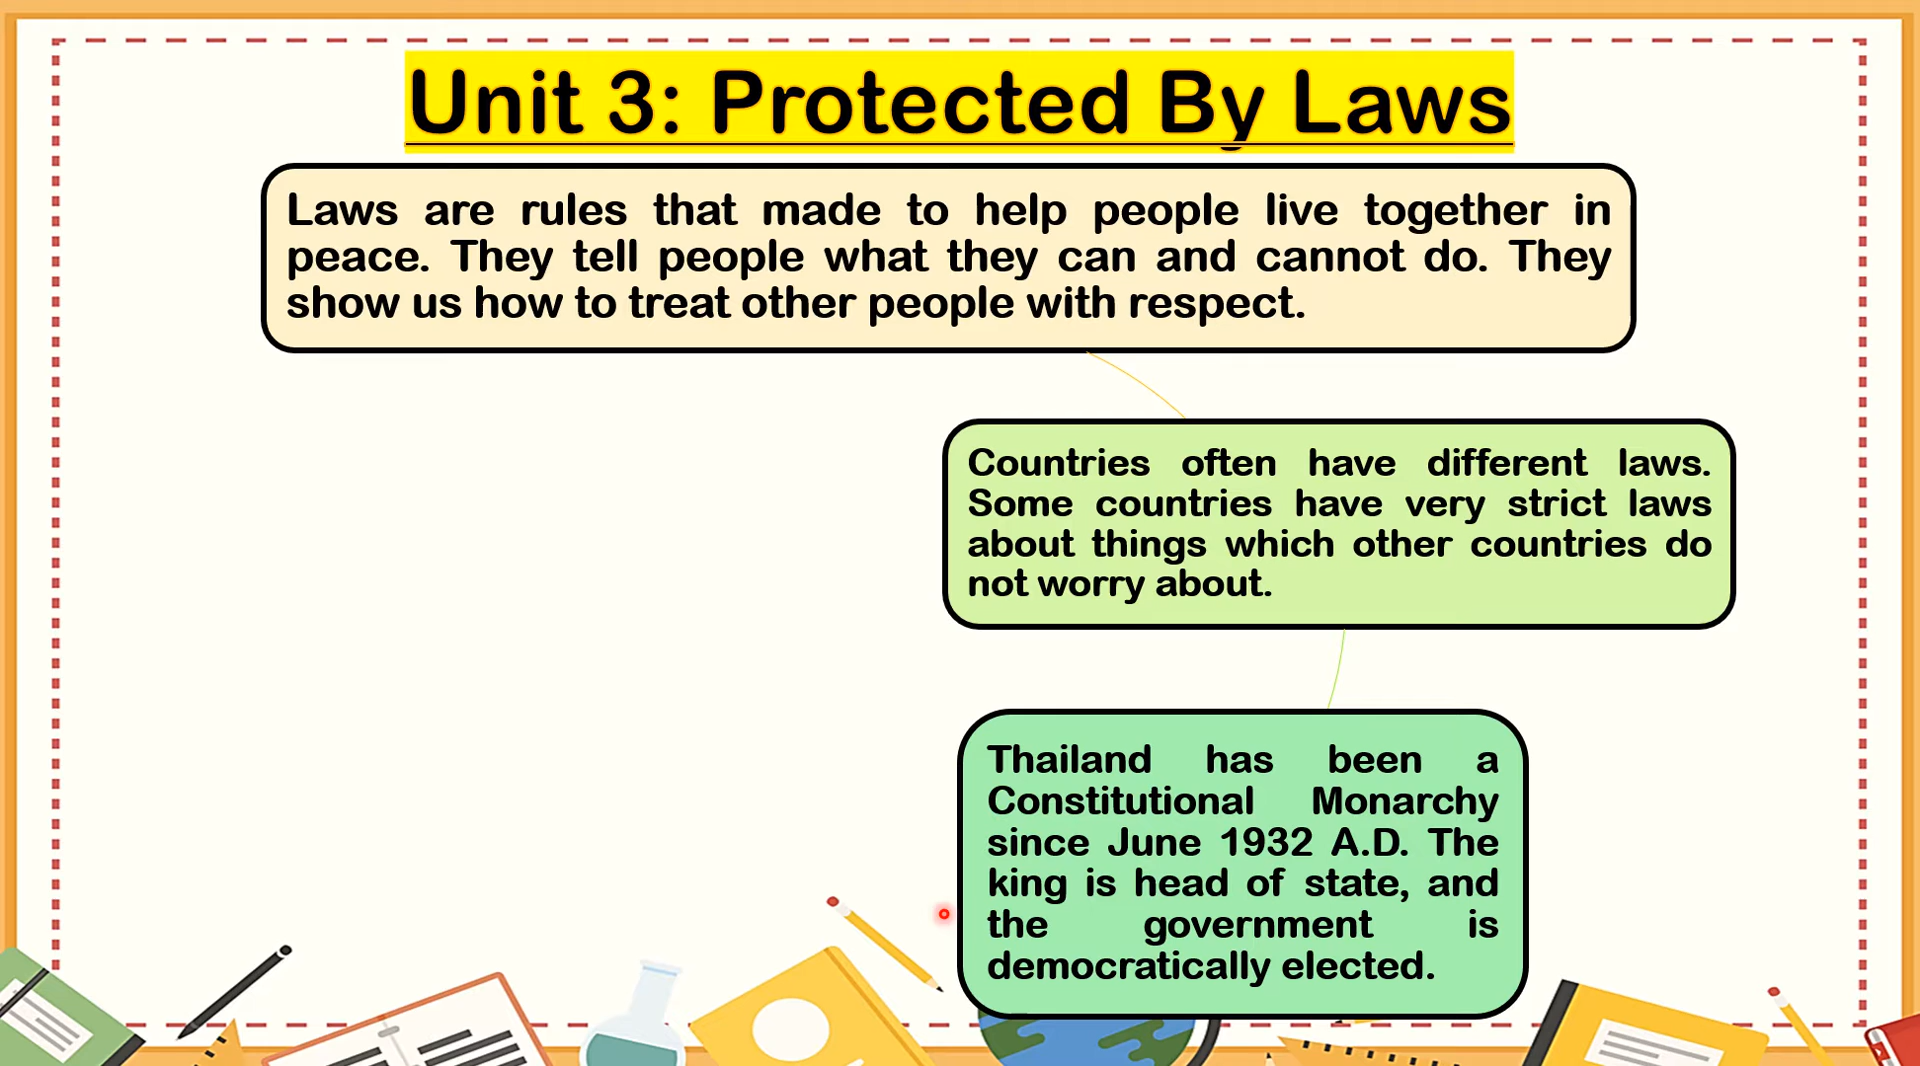 Unit 3: Protected By Laws
Laws are rules that made to help people live together in
peace. They tell people what they can and cannot do. They
show us how to treat other people with respect.
Countries often have different laws.
Some countries have very strict laws
about things which other countries do
not worry about.
Thailand has been a
Constitutional Monarchy
since June 1932 A.D. The
king is head of state, and
the government is
democratically elected.